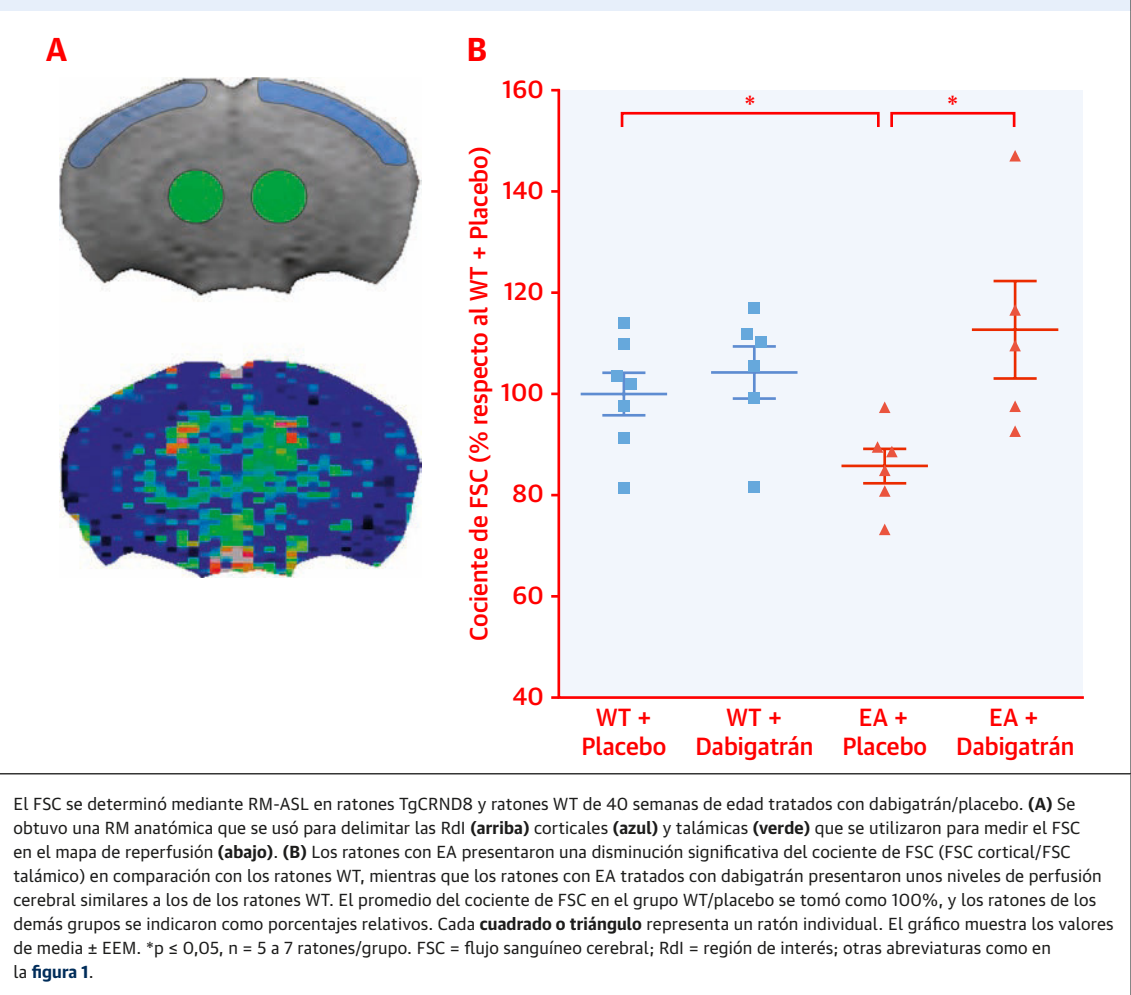 A
B
Cociente de FSC (% respecto al WT + Placebo)
160
140
120
100
80
60
40
*
*
WT +
Placebo
WT +
Dabigatrán
EA +
Placebo
EA +
Dabigatrán
El FSC se determinó mediante RM-ASL en ratones TgCRND8 y ratones WT de 40 semanas de edad tratados con dabigatrán/placebo. (A) Se
obtuvo una RM anatómica que se usó para delimitar las RdI (arriba) corticales (azul) y talámicas (verde) que se utilizaron para medir el FSC
en el mapa de reperfusión (abajo). (B) Los ratones con EA presentaron una disminución significativa del cociente de FSC (FSC cortical/FSC
talámico) en comparación con los ratones WT, mientras que los ratones con EA tratados con dabigatrán presentaron unos niveles de perfusión
cerebral similares a los de los ratones WT. El promedio del cociente de FSC en el grupo WT/placebo se tomó como 100%, y los ratones de los
demás grupos se indicaron como porcentajes relativos. Cada cuadrado o triángulo representa un ratón individual. El gráfico muestra los valores
de media ± EEM. *p ≤ 0,05, n = 5 a 7 ratones/grupo. FSC = flujo sanguíneo cerebral; RdI = región de interés; otras abreviaturas como en
la figura 1.